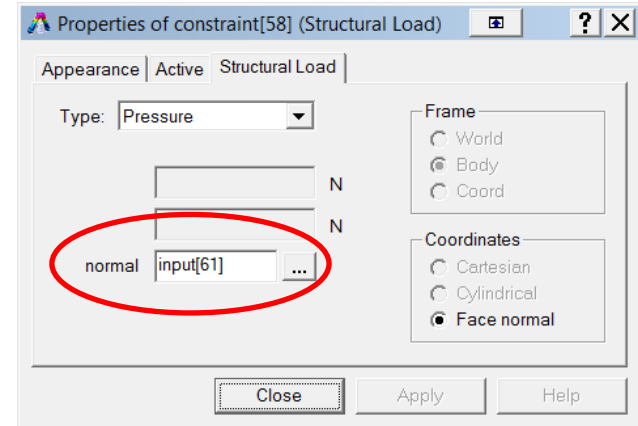 Properties of constraint[58] (Structural Load)
Appearance Active Structural Load
Type: Pressure
N
N
normal input[61] ...
Frame
World
Body
Coord
Coordinates
Cartesian
Cylindrical
Face normal
Close Apply Help